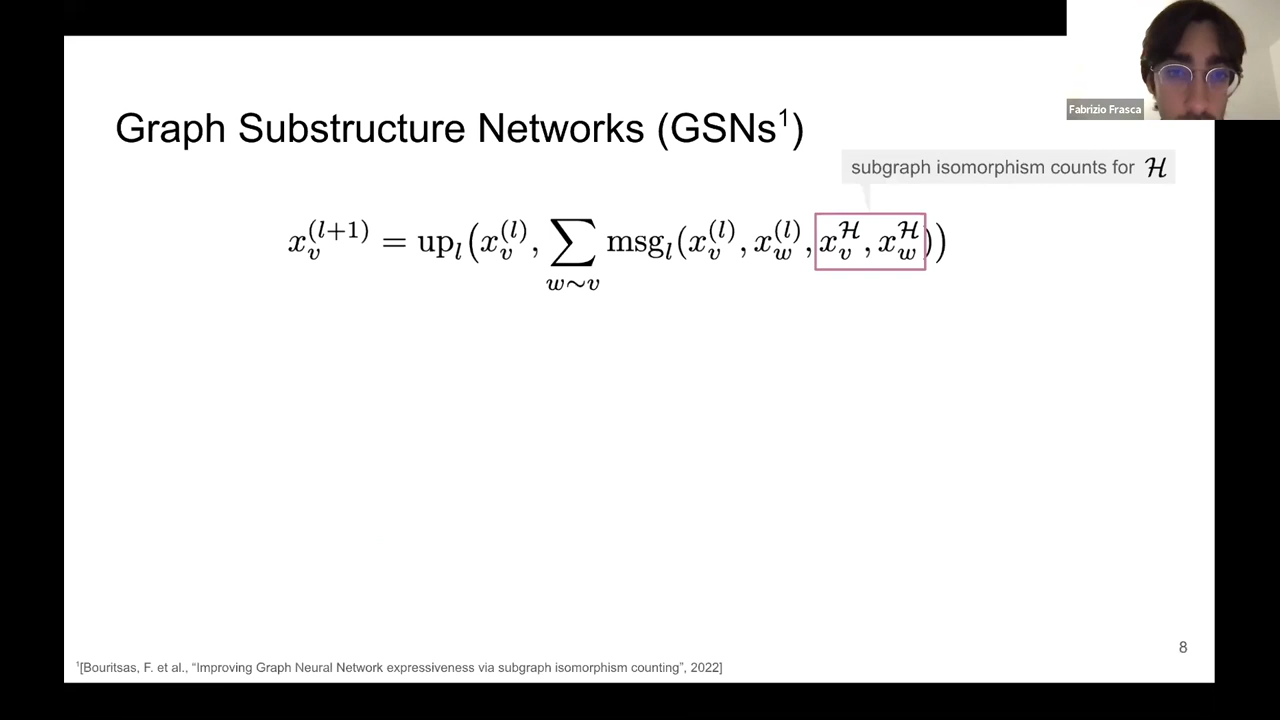 Fabrizio Frasca
Graph Substructure Networks (GSNs¹)
subgraph isomorphism counts for ℋ
x_v^{(l+1)} = up_l(x_v^{(l)}, ∑_{w∼v} msg_l(x_v^{(l)}, x_w^{(l)}, x_v^ℋ, x_w^ℋ))
8
¹[Bouritsas, F. et al., “Improving Graph Neural Network expressiveness via subgraph isomorphism counting”, 2022]